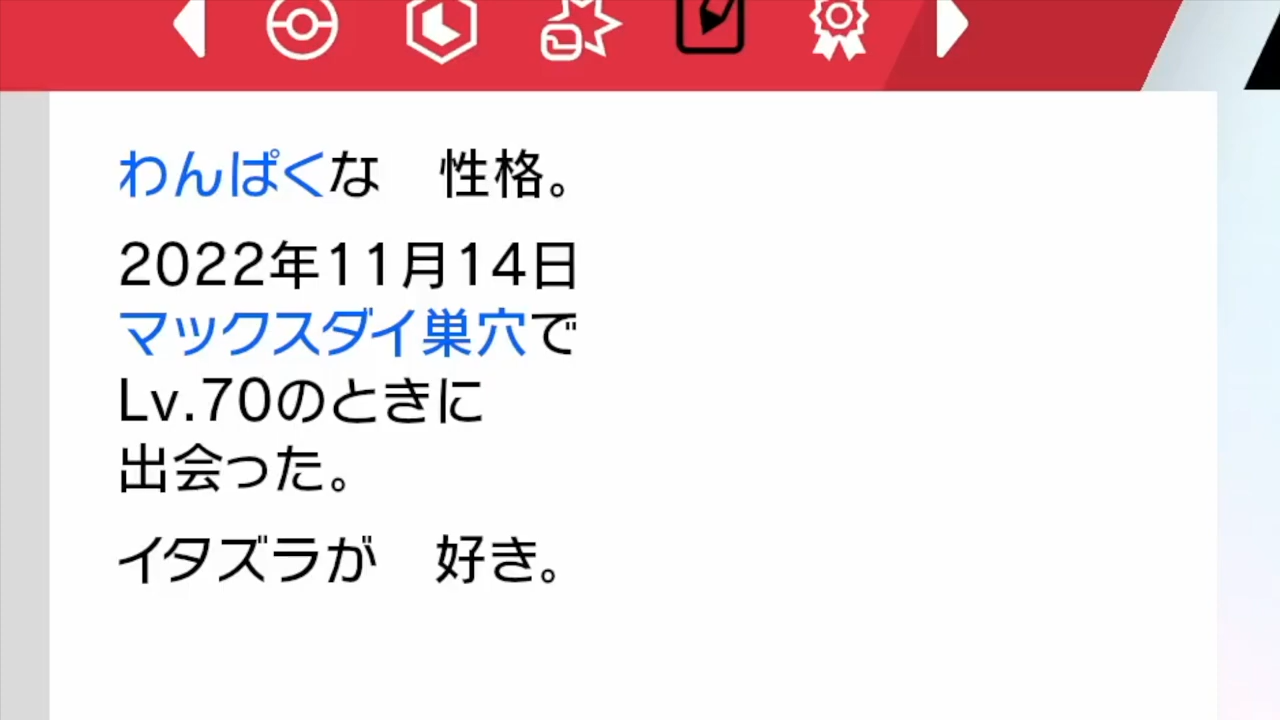 わんぱくな　性格。
2022年11月14日
マックスダイ巣穴で
Lv.70のときに
出会った。
イタズラが　好き。